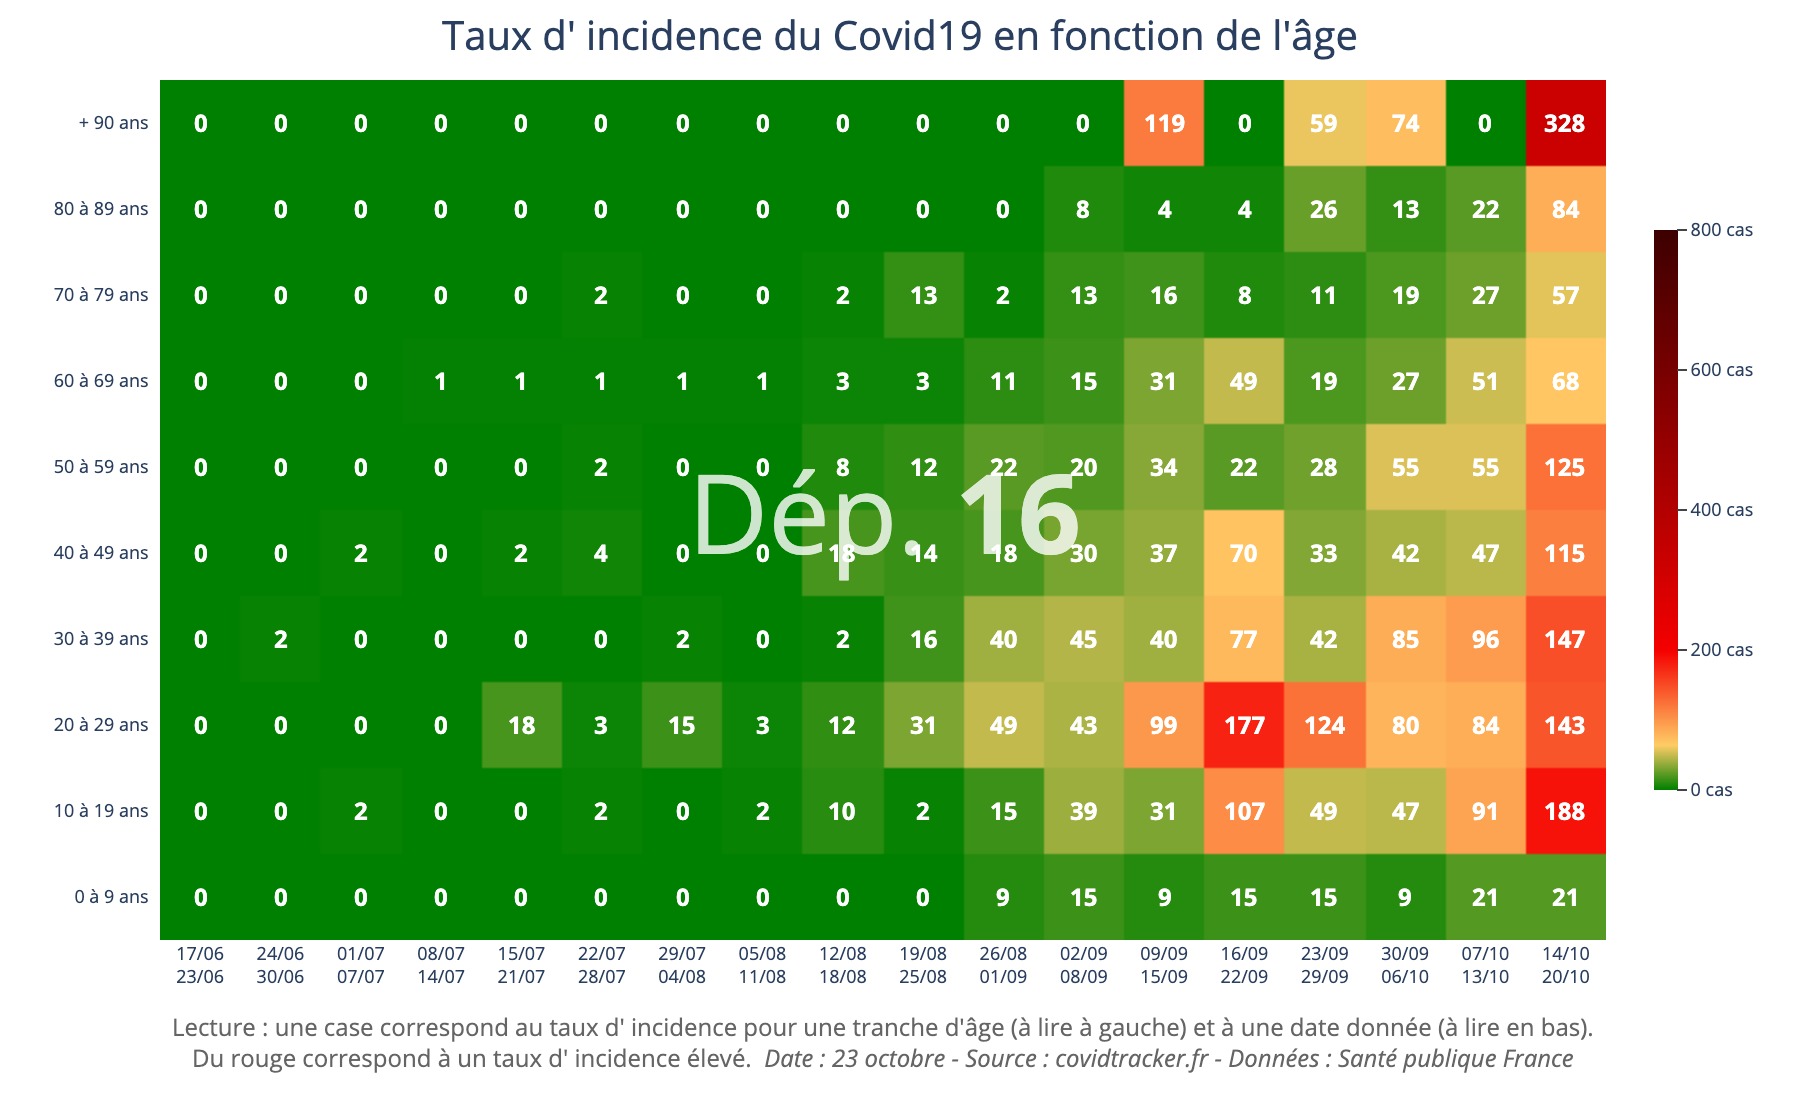 Taux d' incidence du Covid19 en fonction de l'âge
+ 90 ans 0 0 0 0 0 0 0 0 0 0 0 0 119 0 59 74 0 328
80 à 89 ans 0 0 0 0 0 0 0 0 0 0 0 8 4 4 26 13 22 84
800 cas
70 à 79 ans 0 0 0 0 0 2 0 0 2 13 2 13 16 8 11 19 27 57
600 cas
60 à 69 ans 0 0 0 1 1 1 1 1 3 3 11 15 31 49 19 27 51 68
50 à 59 ans 0 0 0 0 0 2 0 0 8 12 22 20 34 22 28 55 55 125
400 cas
Dép. 16
40 à 49 ans 0 0 2 0 2 4 0 0 18 14 18 30 37 70 33 42 47 115
30 à 39 ans 0 2 0 0 0 0 2 0 2 16 40 45 40 77 42 85 96 147
200 cas
20 à 29 ans 0 0 0 0 18 3 15 3 12 31 49 43 99 177 124 80 84 143
0 cas
10 à 19 ans 0 0 2 0 0 2 0 2 10 2 15 39 31 107 49 47 91 188
0 à 9 ans 0 0 0 0 0 0 0 0 0 0 9 15 9 15 15 9 21 21
17/06 24/06 01/07 08/07 15/07 22/07 29/07 05/08 12/08 19/08 26/08 02/09 09/09 16/09 23/09 30/09 07/10 14/10
23/06 30/06 07/07 14/07 21/07 28/07 04/08 11/08 18/08 25/08 01/09 08/09 15/09 22/09 29/09 06/10 13/10 20/10
Lecture : une case correspond au taux d' incidence pour une tranche d'âge (à lire à gauche) et à une date donnée (à lire en bas).
Du rouge correspond à un taux d' incidence élevé. Date : 23 octobre - Source : covidtracker.fr - Données : Santé publique France